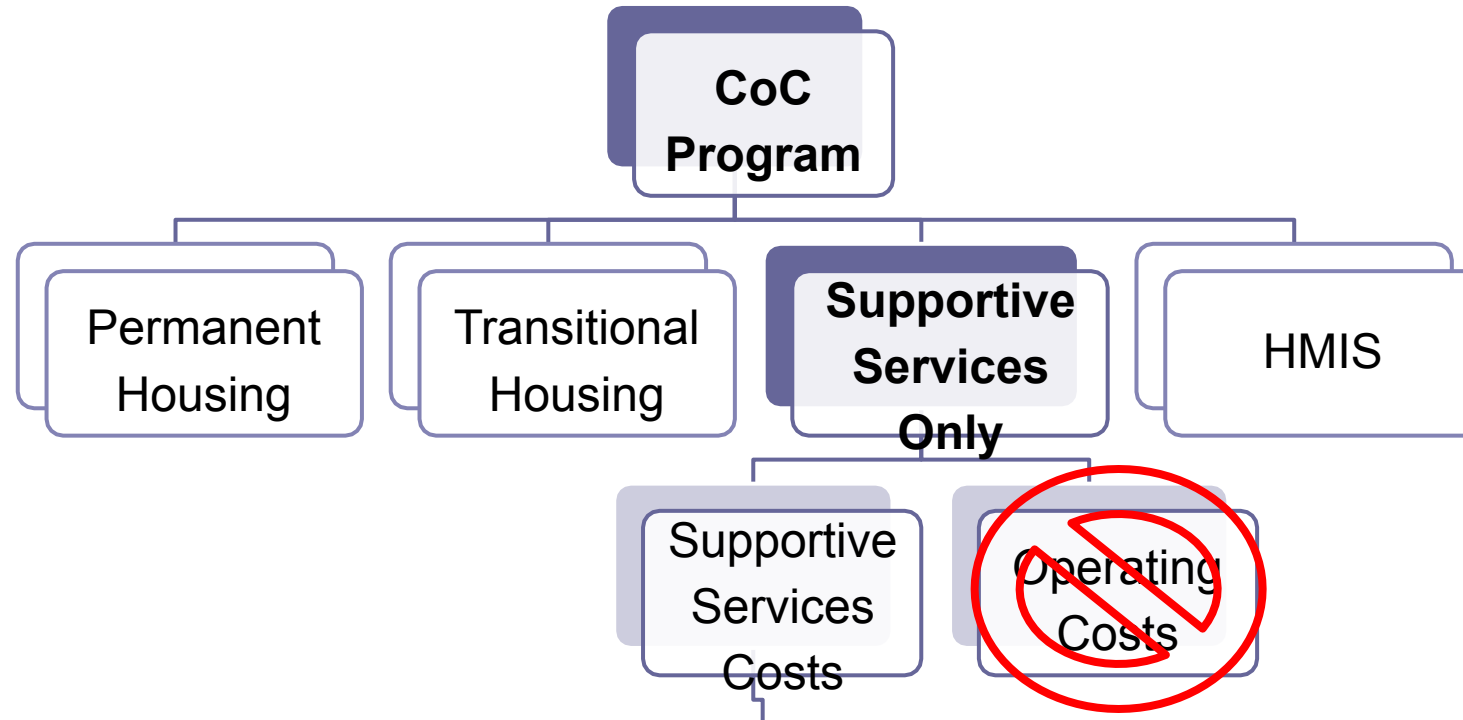 CoC
Program
Permanent
Housing
Transitional
Housing
Supportive
Services
Only
HMIS
Supportive
Services
Costs
Operating
Costs